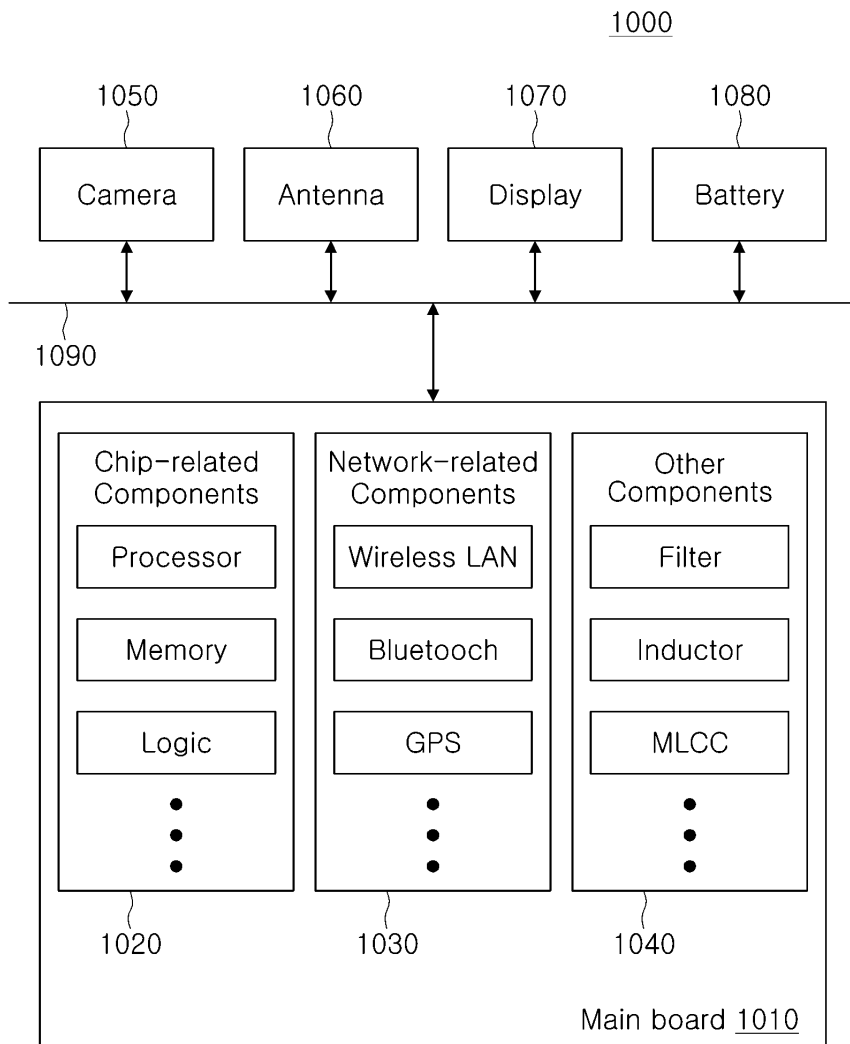 1000
1050 1060 1070 1080
Camera Antenna Display Battery
1090
Chip-related Components
Network-related Components
Other Components
Processor Wireless LAN Filter
Memory Bluetooch Inductor
Logic GPS MLCC
1020 1030 1040
Main board 1010